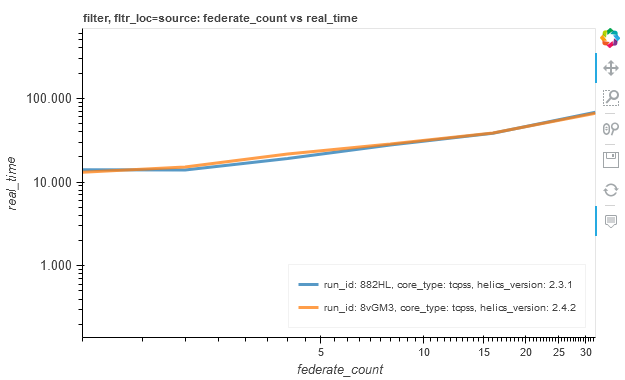 filter, fltr_loc=source: federate_count vs real_time
100.000
10.000
1.000
real_time
run_id: 882HL, core_type: tcpss, helics_version: 2.3.1
run_id: 8vGM3, core_type: tcpss, helics_version: 2.4.2
5 10 15 20 25 30
federate_count